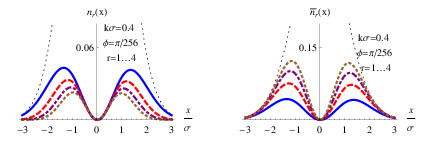 n_r(x)
kσ=0.4
0.06
ϕ=π/256
r=1…4
x
σ
−3 −2 −1 0 1 2 3
n̅_r(x)
kσ=0.4
0.15
ϕ=π/256
r=1…4
x
σ
−3 −2 −1 0 1 2 3